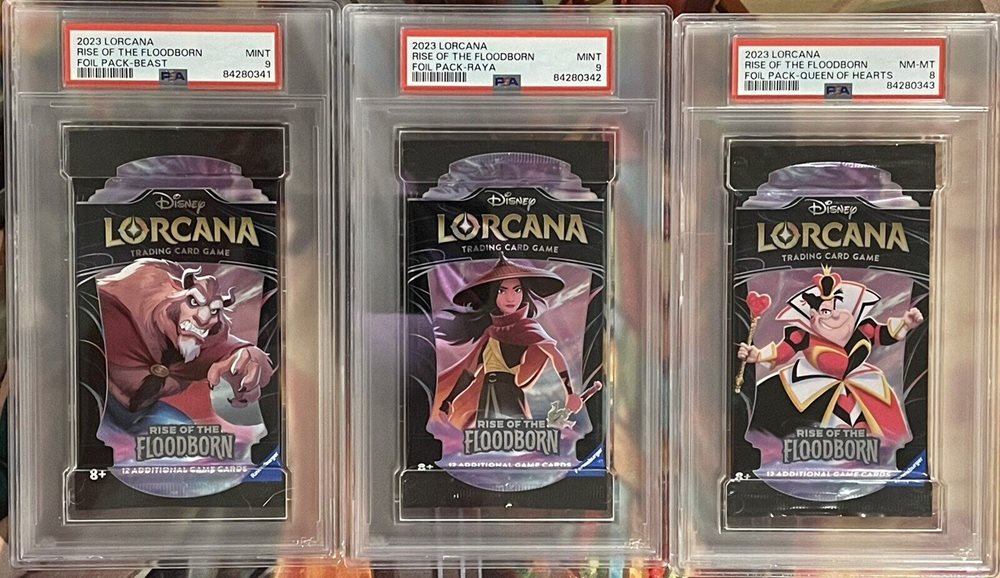 2023 LORCANA
RISE OF THE FLOODBORN MINT
FOIL PACK-BEAST 9
PSA 84280341
Disney
LORCANA
TRADING CARD GAME
RISE OF THE
FLOODBORN
8+ 12 ADDITIONAL GAME CARDS
Ravensburger
2023 LORCANA
RISE OF THE FLOODBORN MINT
FOIL PACK-RAYA 9
PSA 84280342
Disney
LORCANA
TRADING CARD GAME
RISE OF THE
FLOODBORN
8+ 12 ADDITIONAL GAME CARDS
2023 LORCANA
RISE OF THE FLOODBORN NM-MT
FOIL PACK-QUEEN OF HEARTS 8
PSA 84280343
Disney
LORCANA
TRADING CARD GAME
RISE OF THE
FLOODBORN
8+ 12 ADDITIONAL GAME CARDS